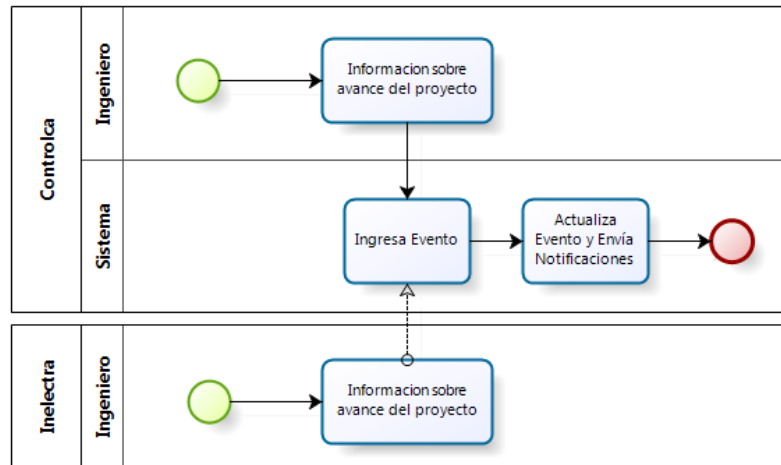 Controlca
Ingeniero
Informacion sobre
avance del proyecto
Sistema
Ingresa Evento
Actualiza
Evento y Envía
Notificaciones
Inelectra
Ingeniero
Informacion sobre
avance del proyecto